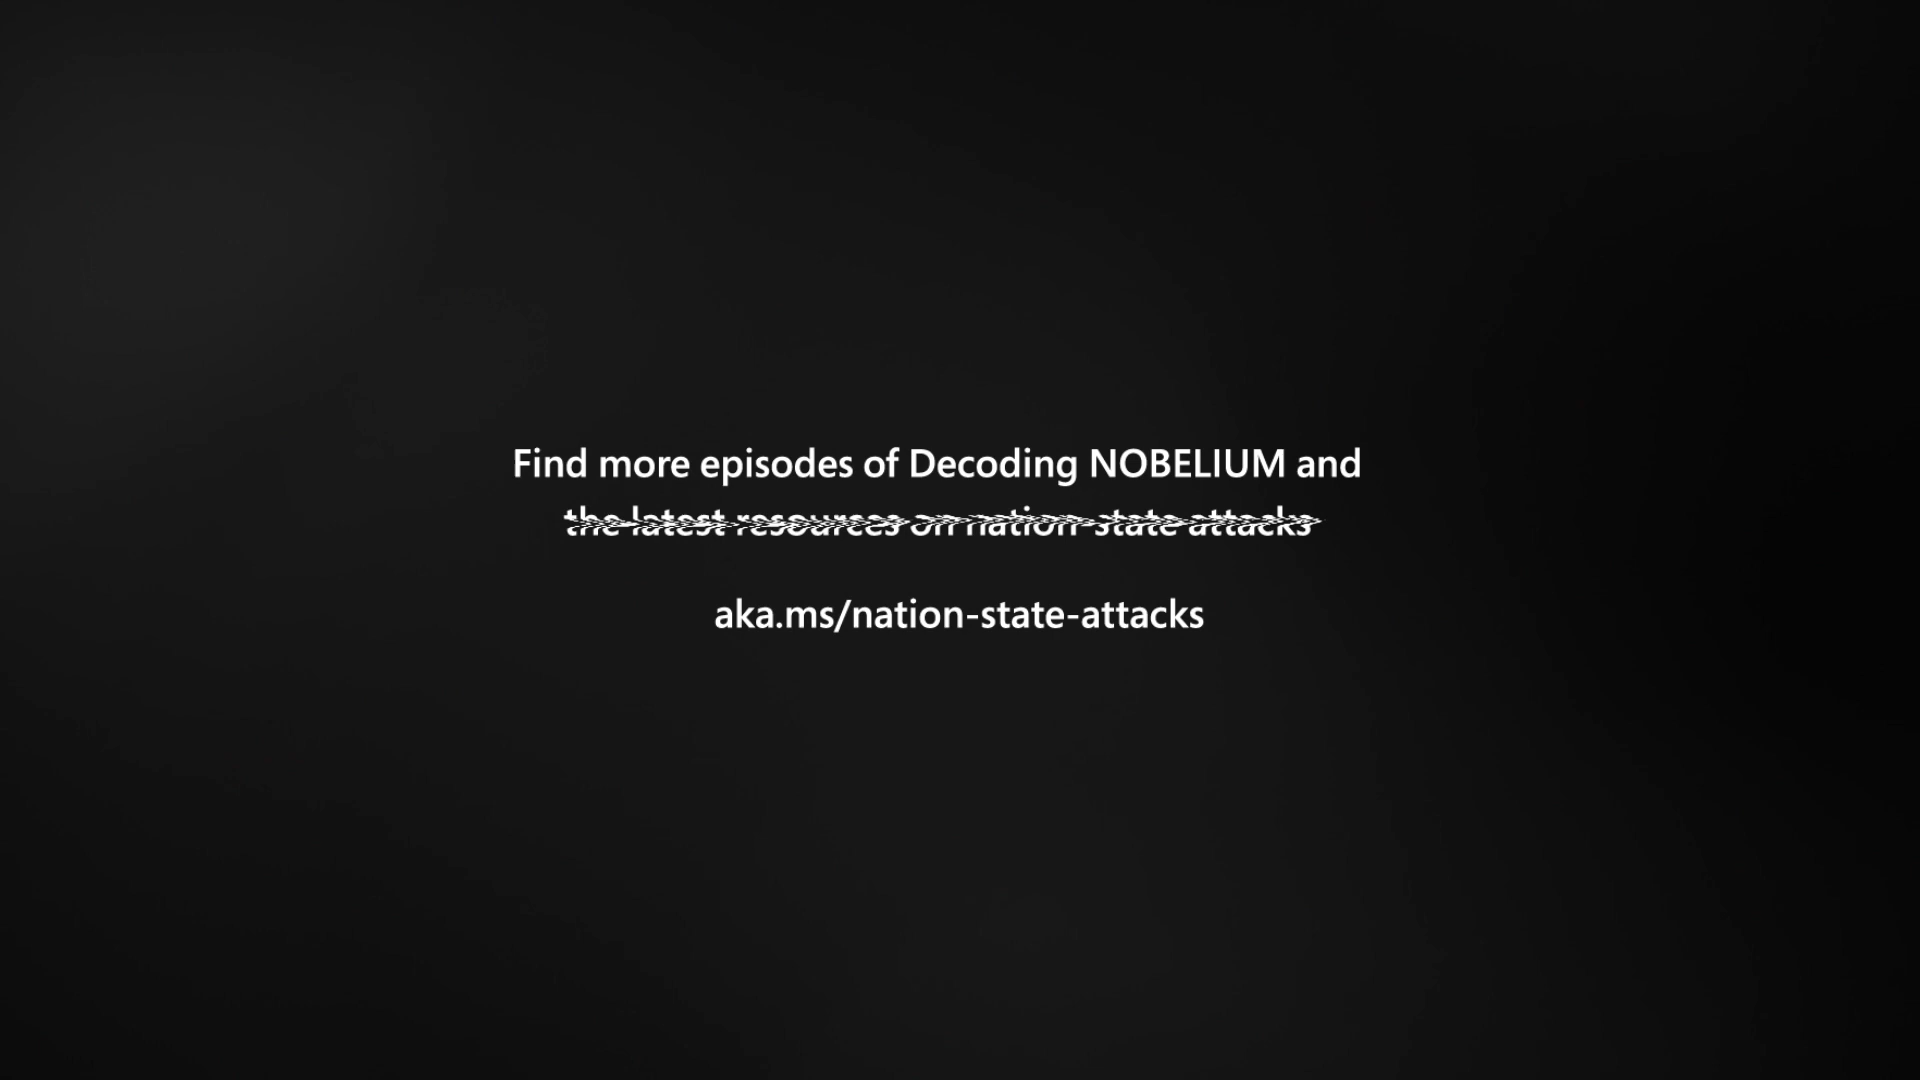 Find more episodes of Decoding NOBELIUM and
the latest resources on nation-state attacks
aka.ms/nation-state-attacks